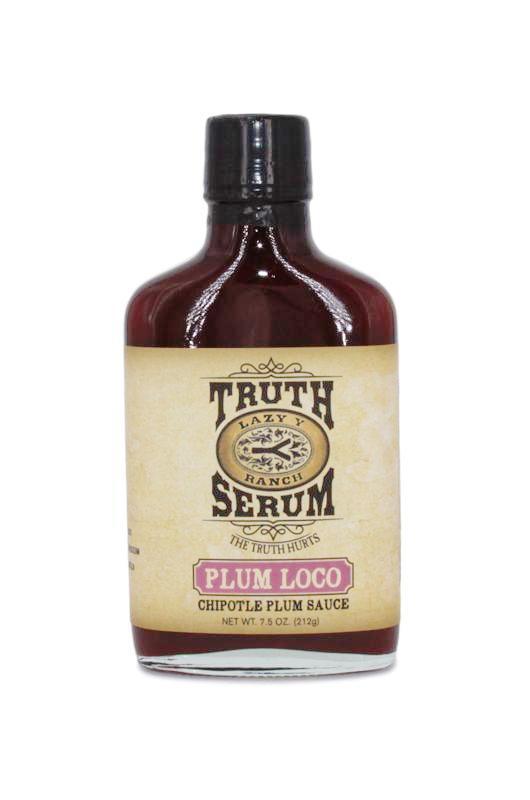 TRUTH
LAZY Y
Y
RANCH
SERUM
THE TRUTH HURTS
PLUM LOCO
CHIPOTLE PLUM SAUCE
NET WT. 7.5 OZ. (212g)